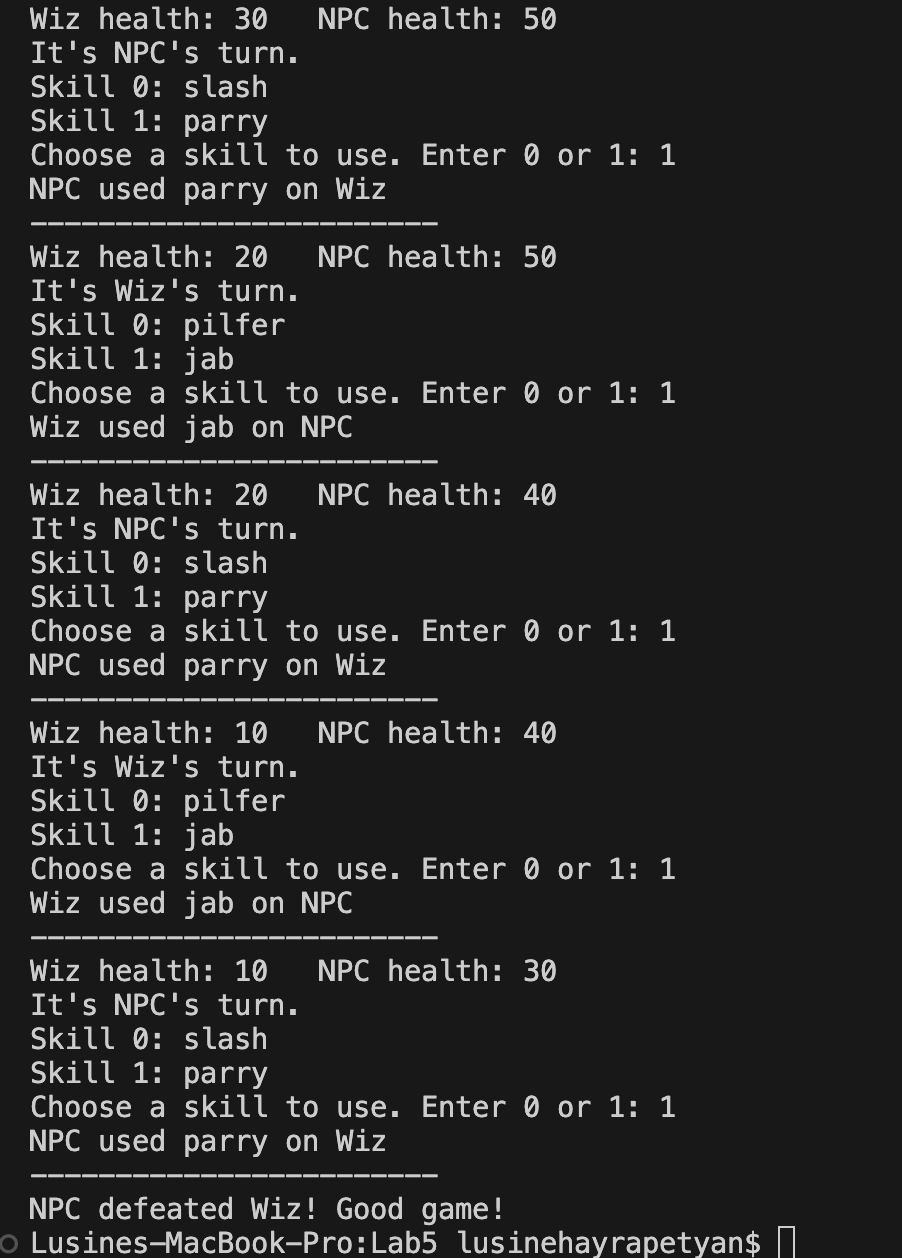 Wiz health: 30   NPC health: 50
It's NPC's turn.
Skill 0: slash
Skill 1: parry
Choose a skill to use. Enter 0 or 1: 1
NPC used parry on Wiz
------------------------
Wiz health: 20   NPC health: 50
It's Wiz's turn.
Skill 0: pilfer
Skill 1: jab
Choose a skill to use. Enter 0 or 1: 1
Wiz used jab on NPC
------------------------
Wiz health: 20   NPC health: 40
It's NPC's turn.
Skill 0: slash
Skill 1: parry
Choose a skill to use. Enter 0 or 1: 1
NPC used parry on Wiz
------------------------
Wiz health: 10   NPC health: 40
It's Wiz's turn.
Skill 0: pilfer
Skill 1: jab
Choose a skill to use. Enter 0 or 1: 1
Wiz used jab on NPC
------------------------
Wiz health: 10   NPC health: 30
It's NPC's turn.
Skill 0: slash
Skill 1: parry
Choose a skill to use. Enter 0 or 1: 1
NPC used parry on Wiz
------------------------
NPC defeated Wiz! Good game!
Lusines-MacBook-Pro:Lab5 lusinehayrapetyan$